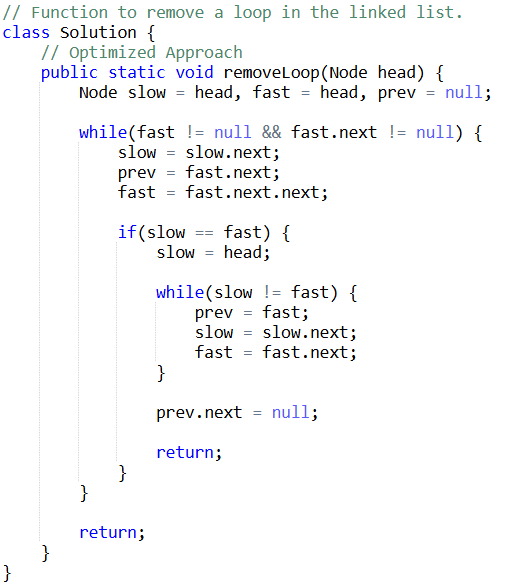 // Function to remove a loop in the linked list.
class Solution {
    // Optimized Approach
    public static void removeLoop(Node head) {
        Node slow = head, fast = head, prev = null;

        while(fast != null && fast.next != null) {
            slow = slow.next;
            prev = fast.next;
            fast = fast.next.next;

            if(slow == fast) {
                slow = head;

                while(slow != fast) {
                    prev = fast;
                    slow = slow.next;
                    fast = fast.next;
                }

                prev.next = null;

                return;
            }
        }

        return;
    }
}